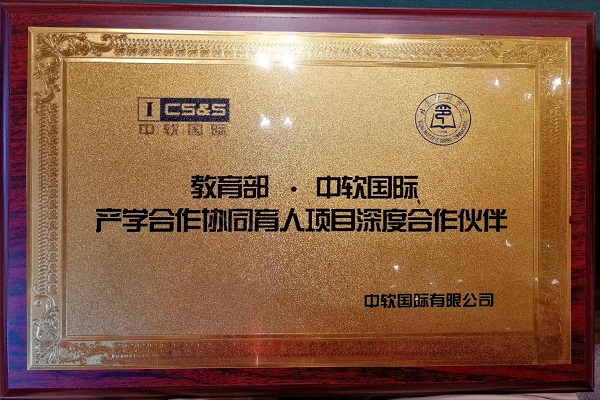 I CS&S
中软国际
教育部 · 中软国际
产学合作协同育人项目深度合作伙伴
中软国际有限公司